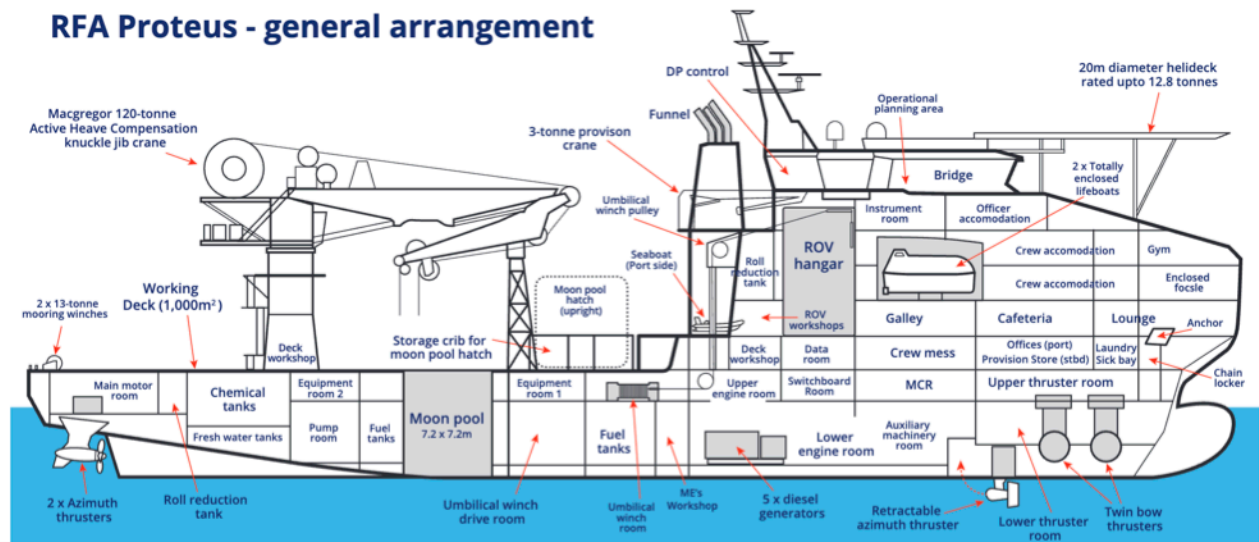 RFA Proteus - general arrangement
Macgregor 120-tonne
Active Heave Compensation
knuckle jib crane
3-tonne provison
crane
Funnel
DP control
Operational
planning area
20m diameter helideck
rated upto 12.8 tonnes
Bridge
2 x Totally
enclosed
lifeboats
Umbilical
winch pulley
Instrument
room
Officer
accomodation
Seaboat
(Port side)
Roll
reduction
tank
ROV
hangar
Crew accomodation
Gym
Crew accomodation
Enclosed
focsle
2 x 13-tonne
mooring winches
Working
Deck (1,000m²)
Moon pool
hatch
(upright)
ROV
workshops
Galley
Cafeteria
Lounge
Anchor
Deck
workshop
Storage crib for
moon pool hatch
Deck
workshop
Data
room
Crew mess
Offices (port)
Provision Store (stbd)
Laundry
Sick bay
Chain
locker
Main motor
room
Chemical
tanks
Equipment
room 2
Equipment
room 1
Upper
engine room
Switchboard
Room
MCR
Upper thruster room
Moon pool
7.2 x 7.2m
Fresh water tanks
Pump
room
Fuel
tanks
Fuel
tanks
Lower
engine room
Auxiliary
machinery
room
2 x Azimuth
thrusters
Roll reduction
tank
Umbilical winch
drive room
Umbilical
winch
room
ME's
Workshop
5 x diesel
generators
Retractable
azimuth thruster
Lower thruster
room
Twin bow
thrusters